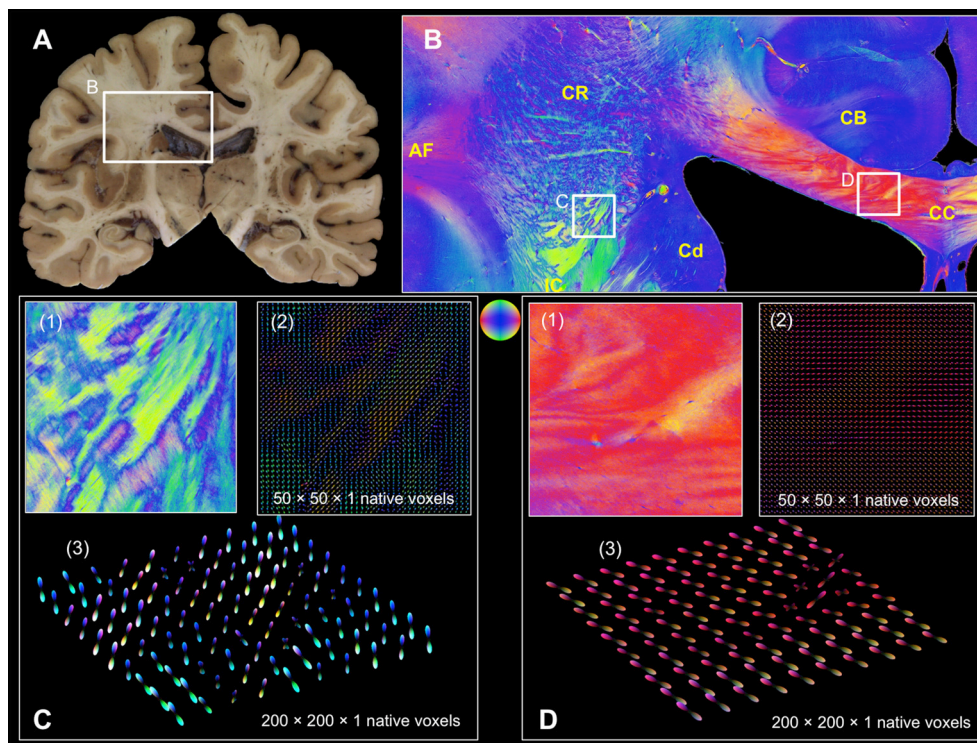 A
B
B
CR
AF
CB
C
D
CC
Cd
IC
(1)
(2)
50 × 50 × 1 native voxels
(3)
C
200 × 200 × 1 native voxels
(1)
(2)
50 × 50 × 1 native voxels
(3)
D
200 × 200 × 1 native voxels